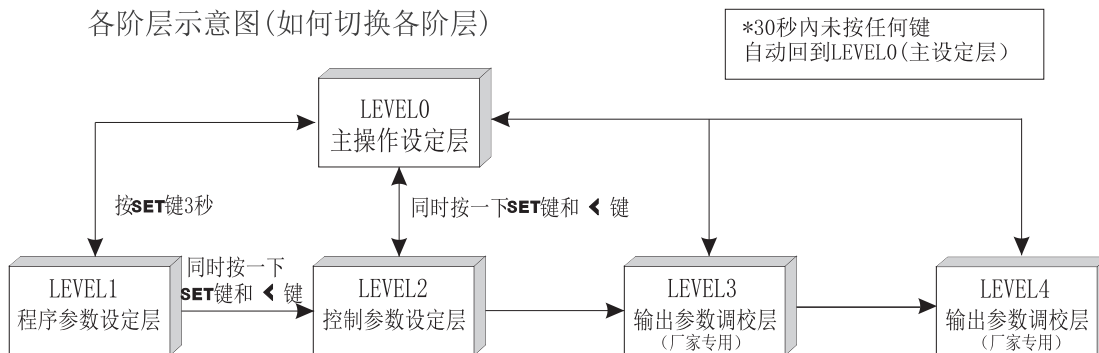 各阶层示意图(如何切换各阶层)
*30秒內未按任何键
自动回到LEVEL0(主设定层)
LEVEL0
主操作设定层
按SET键3秒
同时按一下SET键和 < 键
同时按一下
SET键和 < 键
LEVEL1
程序参数设定层
LEVEL2
控制参数设定层
LEVEL3
输出参数调校层
(厂家专用)
LEVEL4
输出参数调校层
(厂家专用)